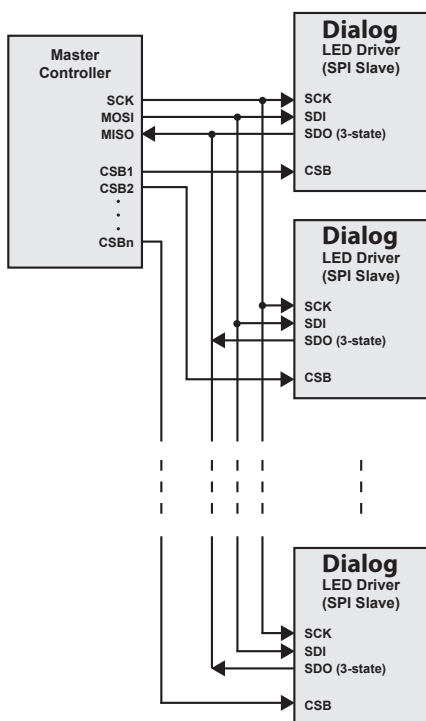 Master
Controller
SCK
MOSI
MISO
CSB1
CSB2
.
.
.
CSBn
Dialog
LED Driver
(SPI Slave)
SCK
SDI
SDO (3-state)
CSB
Dialog
LED Driver
(SPI Slave)
SCK
SDI
SDO (3-state)
CSB
Dialog
LED Driver
(SPI Slave)
SCK
SDI
SDO (3-state)
CSB